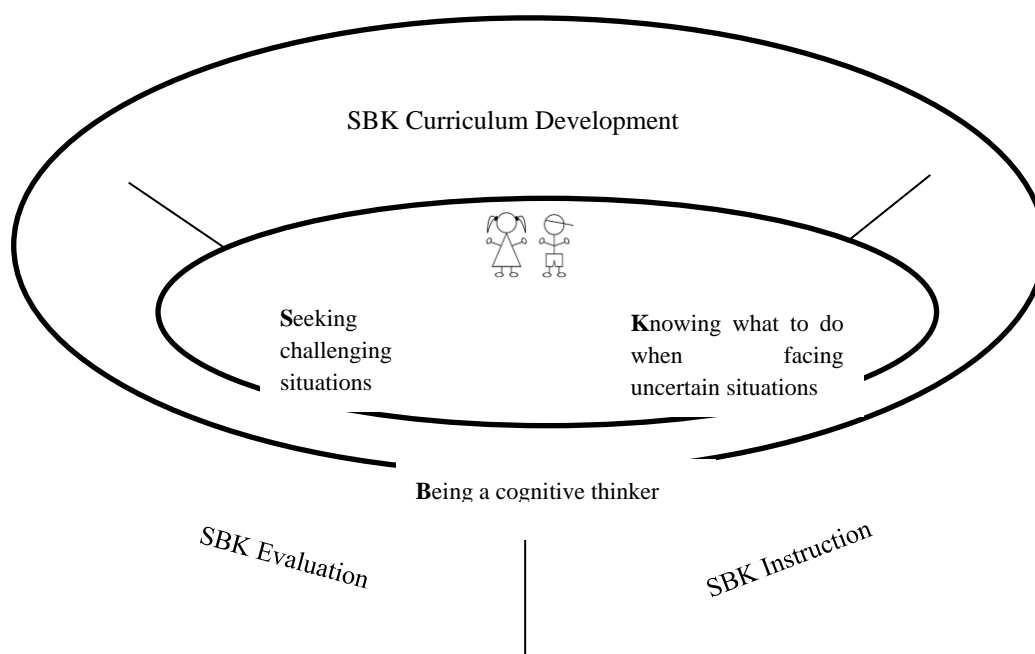 SBK Curriculum Development
Seeking
challenging
situations
Knowing what to do
when facing
uncertain situations
Being a cognitive thinker
SBK Evaluation
SBK Instruction